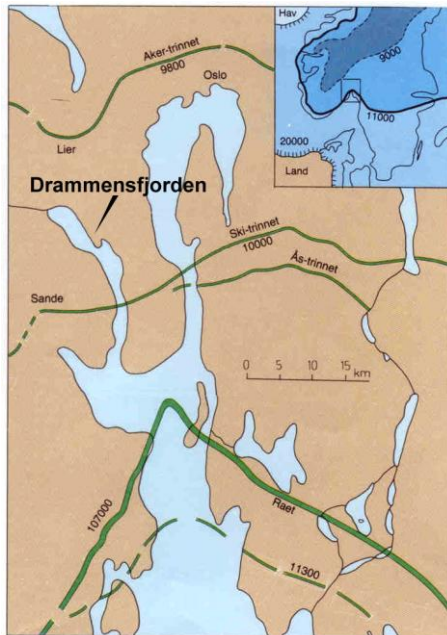 Hav
9000
11000
20000
Land
Aker-trinnet
9800
Oslo
Lier
Drammensfjorden
Ski-trinnet
10000
Ås-trinnet
Sande
0 5 10 15
km
107000
Raet
11300